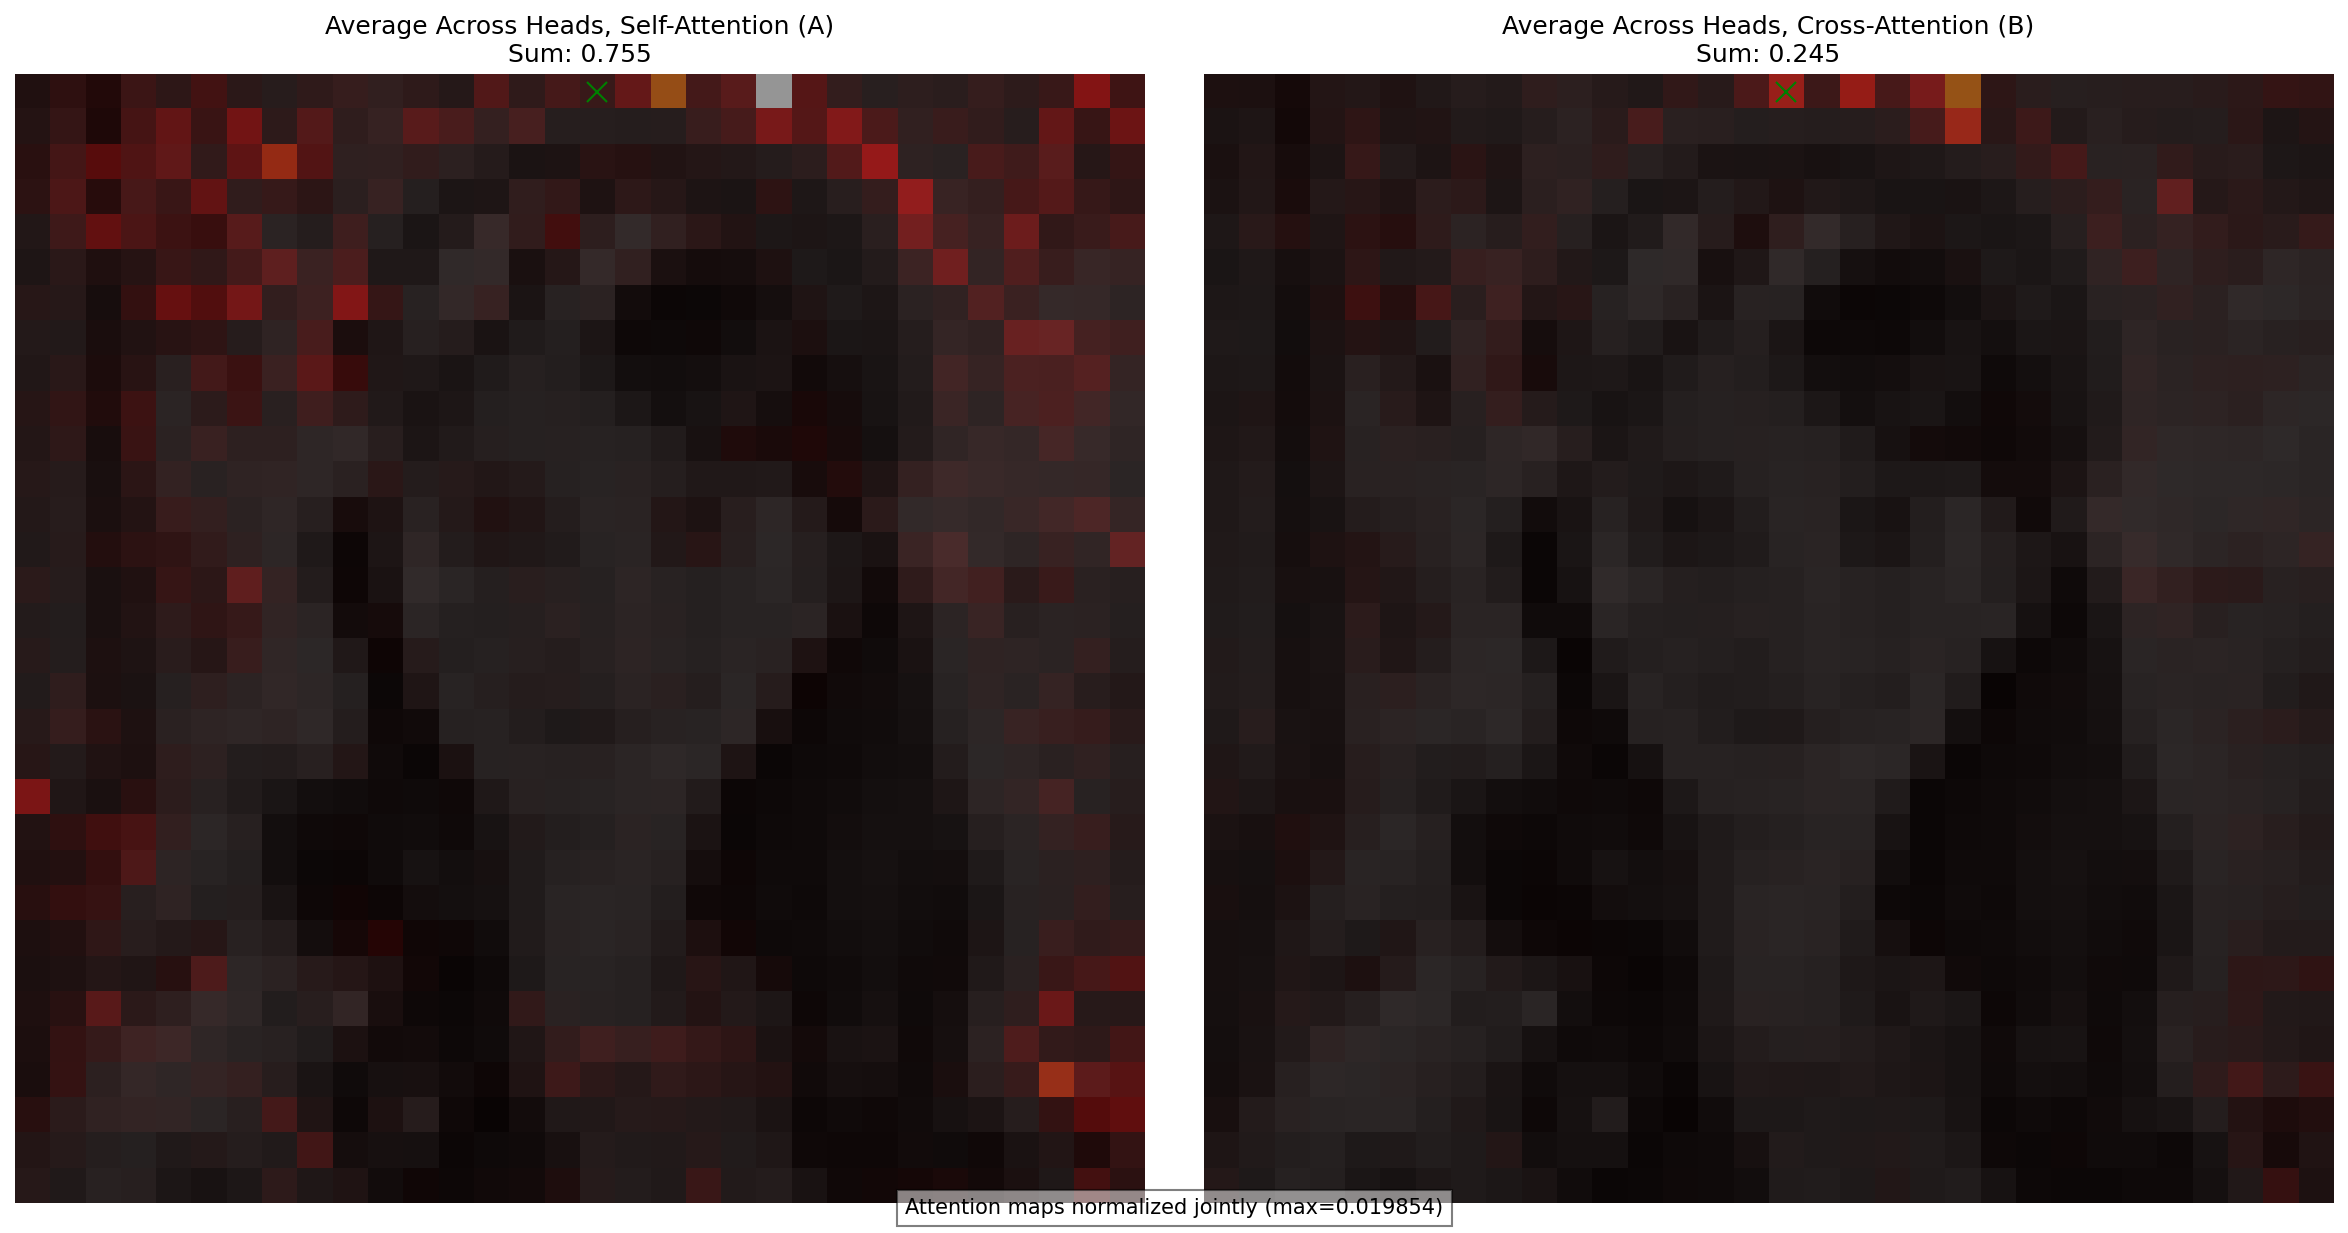 Average Across Heads, Self-Attention (A)
Sum: 0.755
Average Across Heads, Cross-Attention (B)
Sum: 0.245
Attention maps normalized jointly (max=0.019854)